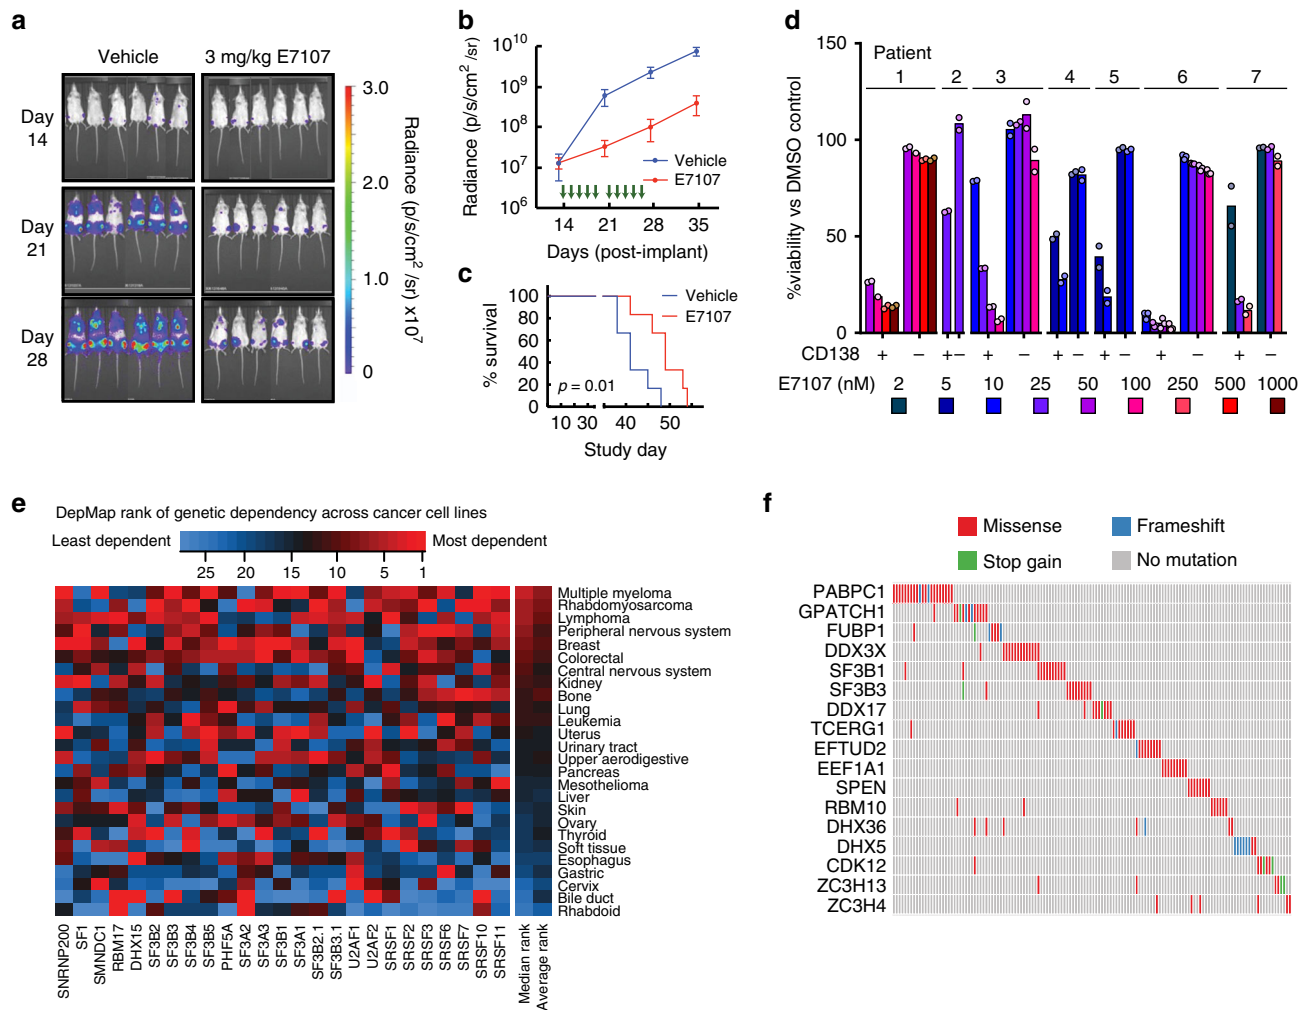 a
Vehicle
3 mg/kg E7107
Day
14
Day
21
Day
28
3.0
2.0
1.0
0
Radiance (p/s/cm² /sr) x10⁷
b
Radiance (p/s/cm² /sr)
10¹⁰
10⁹
10⁸
10⁷
10⁶
Vehicle
E7107
14 21 28 35
Days (post-implant)
c
% survival
100
80
60
40
20
0
Vehicle
E7107
p = 0.01
10 30 40 50
Study day
d
%viability vs DMSO control
150
100
50
0
Patient
1 2 3 4 5 6 7
CD138 + − + − + − + − + − + − + −
E7107 (nM) 2 5 10 25 50 100 250 500 1000
e
DepMap rank of genetic dependency across cancer cell lines
Least dependent
Most dependent
25 20 15 10 5 1
Multiple myeloma
Rhabdomyosarcoma
Lymphoma
Peripheral nervous system
Breast
Colorectal
Central nervous system
Kidney
Bone
Lung
Leukemia
Uterus
Urinary tract
Upper aerodigestive
Pancreas
Mesothelioma
Liver
Skin
Ovary
Thyroid
Soft tissue
Esophagus
Gastric
Cervix
Bile duct
Rhabdoid
SNRNP200
SF1
SMNDC1
RBM17
DHX15
SF3B2
SF3B3
SF3B4
SF3B5
PHF5A
SF3A2
SF3A3
SF3B1
SF3A1
SF3B2.1
SF3B3.1
U2AF1
U2AF2
SRSF1
SRSF2
SRSF3
SRSF6
SRSF7
SRSF10
SRSF11
Median rank
Average rank
f
Missense
Frameshift
Stop gain
No mutation
PABPC1
GPATCH1
FUBP1
DDX3X
SF3B1
SF3B3
DDX17
TCERG1
EFTUD2
EEF1A1
SPEN
RBM10
DHX36
DHX5
CDK12
ZC3H13
ZC3H4